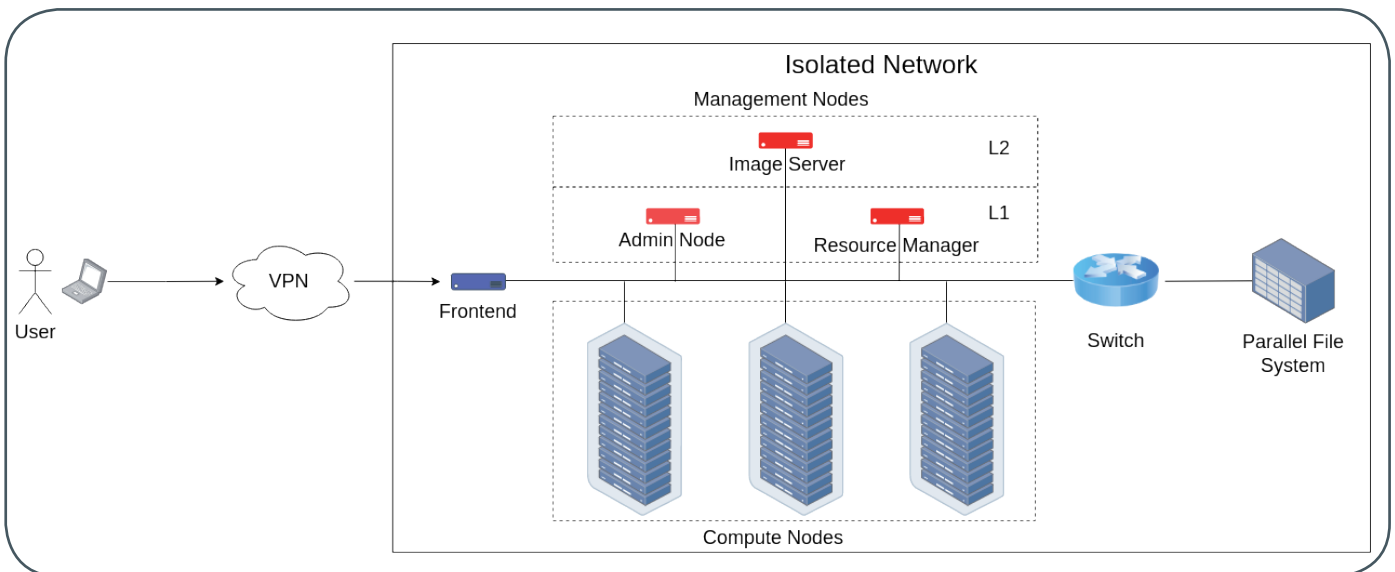 Isolated Network
Management Nodes
L2
Image Server
L1
Admin Node
Resource Manager
VPN
User
Frontend
Switch
Parallel File
System
Compute Nodes